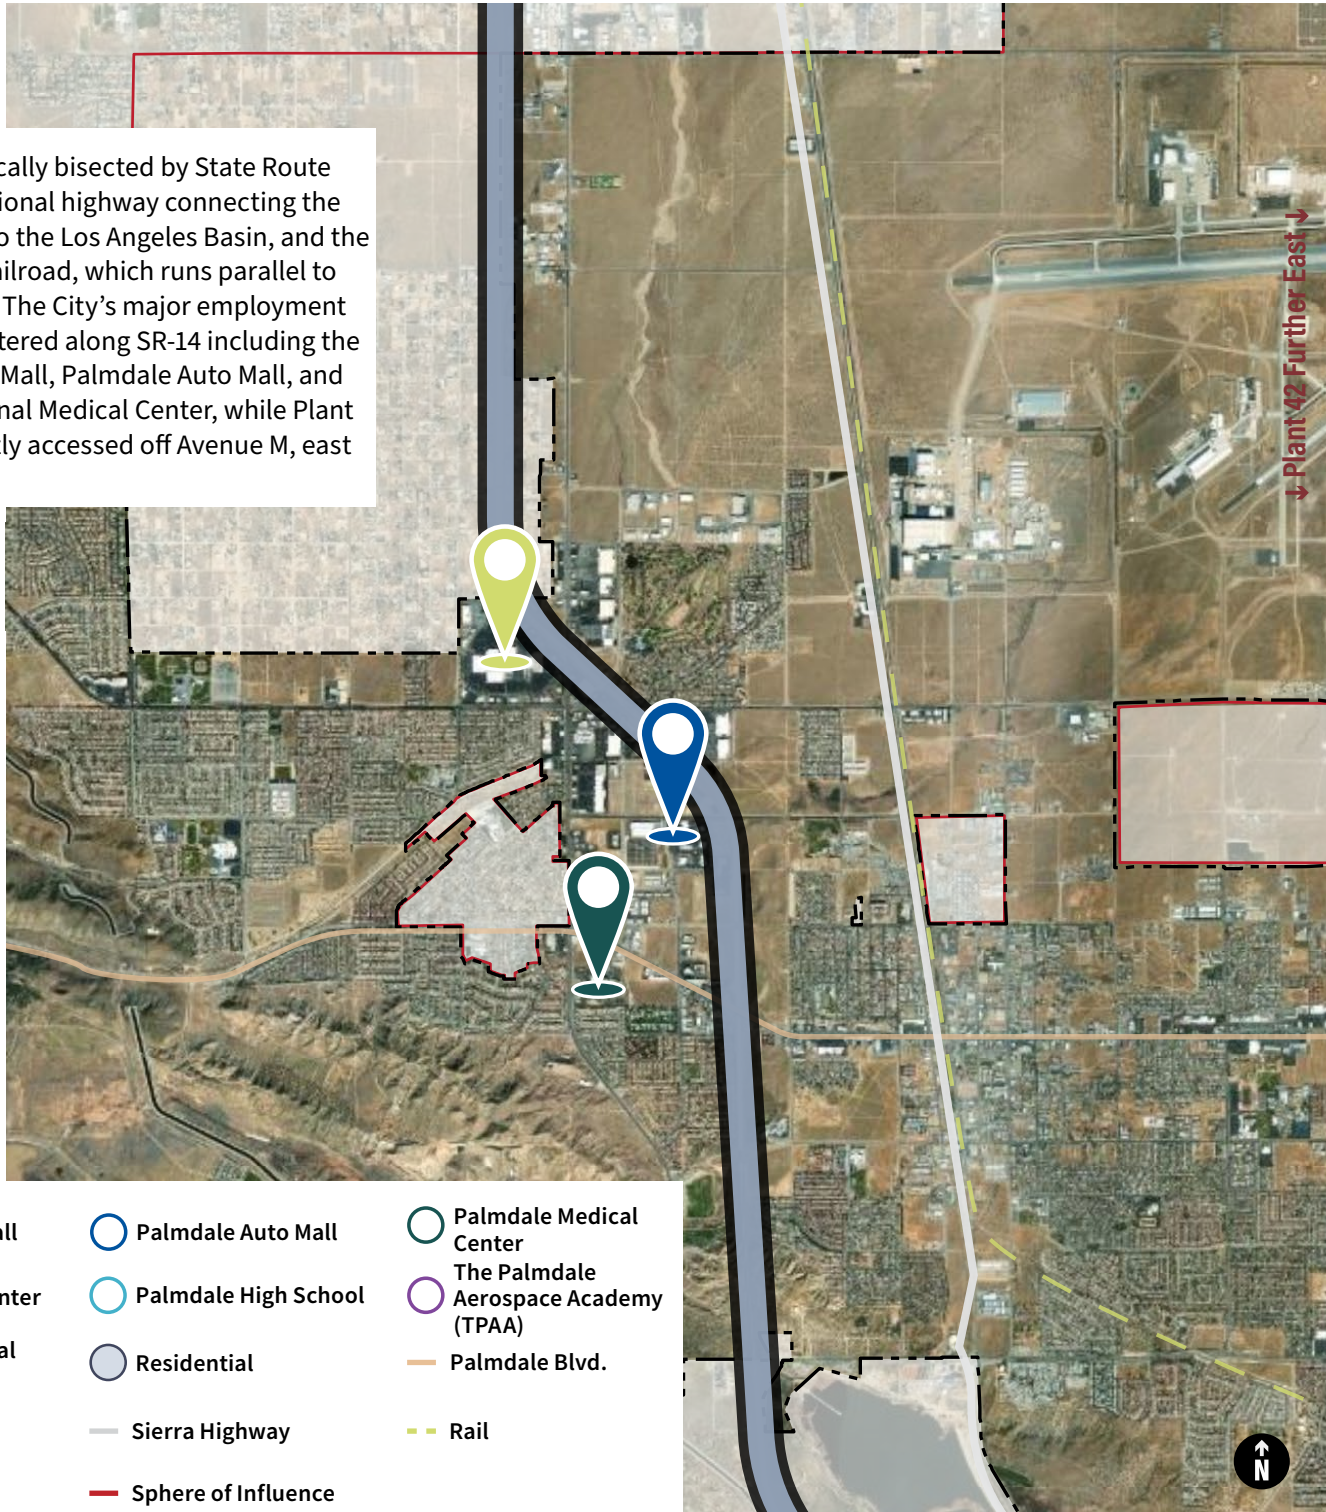 cally bisected by State Route
ional highway connecting the
o the Los Angeles Basin, and the
ailroad, which runs parallel to
The City’s major employment
tered along SR-14 including the
Mall, Palmdale Auto Mall, and
nal Medical Center, while Plant
ly accessed off Avenue M, east
←Plant 42 Further East→
all
Palmdale Auto Mall
Palmdale Medical
Center
nter
Palmdale High School
The Palmdale
Aerospace Academy
(TPAA)
al
Residential
Palmdale Blvd.
Sierra Highway
Rail
Sphere of Influence
N